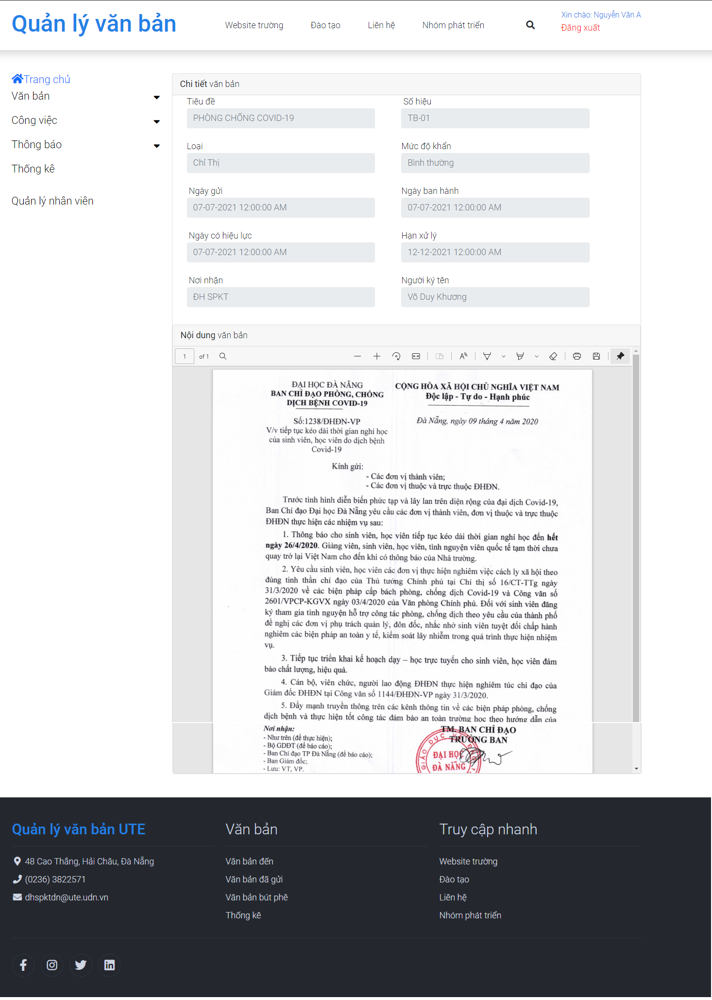 Quản lý văn bản
Website trường
Đào tạo
Liên hệ
Nhóm phát triển
Xin chào: Nguyễn Văn A
Đăng xuất
Trang chủ
Văn bản
Công việc
Thông báo
Thống kê
Quản lý nhân viên
Chi tiết văn bản
Tiêu đề
Số hiệu
PHÒNG CHỐNG COVID-19
TB-01
Loại
Mức độ khẩn
Chỉ Thị
Bình thường
Ngày gửi
Ngày ban hành
07-07-2021 12:00:00 AM
07-07-2021 12:00:00 AM
Ngày có hiệu lực
Hạn xử lý
07-07-2021 12:00:00 AM
12-12-2021 12:00:00 AM
Nơi nhận
Người ký tên
ĐH SPKT
Võ Duy Khương
Nội dung văn bản
1 of 1
ĐẠI HỌC ĐÀ NẴNG
BAN CHỈ ĐẠO PHÒNG, CHỐNG
DỊCH BỆNH COVID-19
CỘNG HÒA XÃ HỘI CHỦ NGHĨA VIỆT NAM
Độc lập - Tự do - Hạnh phúc
Số:1238/ĐHĐN-VP
V/v tiếp tục kéo dài thời gian nghỉ học
của sinh viên, học viên do dịch bệnh
Covid-19
Đà Nẵng, ngày 09 tháng 4 năm 2020
Kính gửi:
- Các đơn vị thành viên;
- Các đơn vị thuộc và trực thuộc ĐHĐN.
Trước tình hình diễn biến phức tạp và lây lan trên diện rộng của đại dịch Covid-19,
Ban Chỉ đạo Đại học Đà Nẵng yêu cầu các đơn vị thành viên, đơn vị thuộc và trực thuộc
ĐHĐN thực hiện các nhiệm vụ sau:
1. Thông báo cho sinh viên, học viên tiếp tục kéo dài thời gian nghỉ học đến hết
ngày 26/4/2020. Giảng viên, sinh viên, học viên, tình nguyện viên quốc tế tạm thời chưa
quay trở lại Việt Nam cho đến khi có thông báo của Nhà trường.
2. Yêu cầu sinh viên, học viên các đơn vị thực hiện nghiêm việc cách ly xã hội theo
đúng tinh thần chỉ đạo của Thủ tướng Chính phủ tại Chỉ thị số 16/CT-TTg ngày
31/3/2020 về các biện pháp cấp bách phòng, chống dịch Covid-19 và Công văn số
2601/VPCP-KGVX ngày 03/4/2020 của Văn phòng Chính phủ. Đối với sinh viên đăng
ký tham gia tình nguyện hỗ trợ công tác phòng, chống dịch theo yêu cầu của thành phố
đề nghị các đơn vị phụ trách quản lý, đôn đốc, nhắc nhở sinh viên tuyệt đối chấp hành
nghiêm các biện pháp an toàn y tế, kiểm soát lây nhiễm trong quá trình thực hiện nhiệm
vụ.
3. Tiếp tục triển khai kế hoạch dạy – học trực tuyến cho sinh viên, học viên đảm
bảo chất lượng, hiệu quả.
4. Cán bộ, viên chức, người lao động ĐHĐN thực hiện nghiêm túc chỉ đạo của
Giám đốc ĐHĐN tại Công văn số 1144/ĐHĐN-VP ngày 31/3/2020.
5. Đẩy mạnh truyền thông trên các kênh thông tin về các biện pháp phòng, chống
dịch bệnh và thực hiện tốt công tác đảm bảo an toàn trường học theo hướng dẫn của
Nơi nhận:
- Như trên (để thực hiện);
- Bộ GDĐT (để báo cáo);
- Ban Chỉ đạo TP Đà Nẵng (để báo cáo);
- Ban Giám đốc;
- Lưu: VT, VP.
TM. BAN CHỈ ĐẠO
TRƯỞNG BAN
GIÁO DỤC VÀ ĐÀO
ĐẠI HỌC
ĐÀ NẴNG
Quản lý văn bản UTE
48 Cao Thắng, Hải Châu, Đà Nẵng
(0236) 3822571
dhspktdn@ute.udn.vn
Văn bản
Văn bản đến
Văn bản đã gửi
Văn bản bút phê
Thống kê
Truy cập nhanh
Website trường
Đào tạo
Liên hệ
Nhóm phát triển